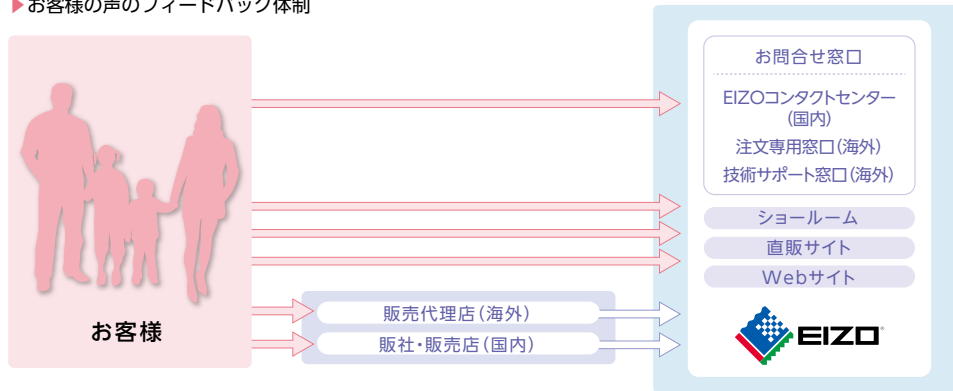 ▶お客様の声のフィードバック体制
お客様
販売代理店(海外)
販社・販売店(国内)
お問合せ窓口
EIZOコンタクトセンター
(国内)
注文専用窓口(海外)
技術サポート窓口(海外)
ショールーム
直販サイト
Webサイト
EIZO